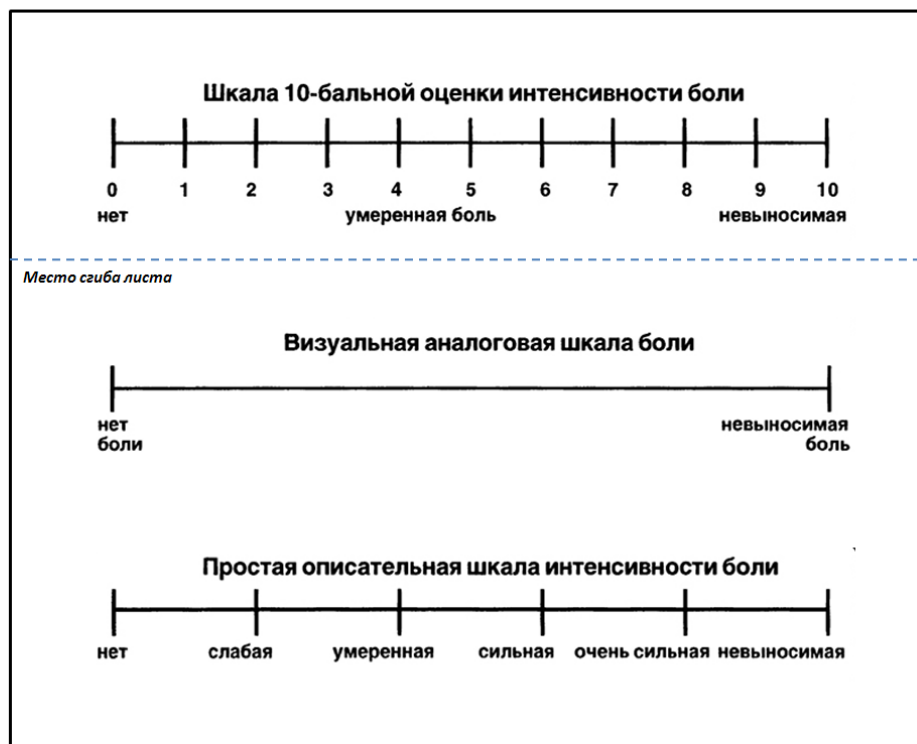 Шкала 10-бальной оценки интенсивности боли
0 1 2 3 4 5 6 7 8 9 10
нет умеренная боль невыносимая
Место сгиба листа
Визуальная аналоговая шкала боли
нет невыносимая
боли боль
Простая описательная шкала интенсивности боли
нет слабая умеренная сильная очень сильная невыносимая